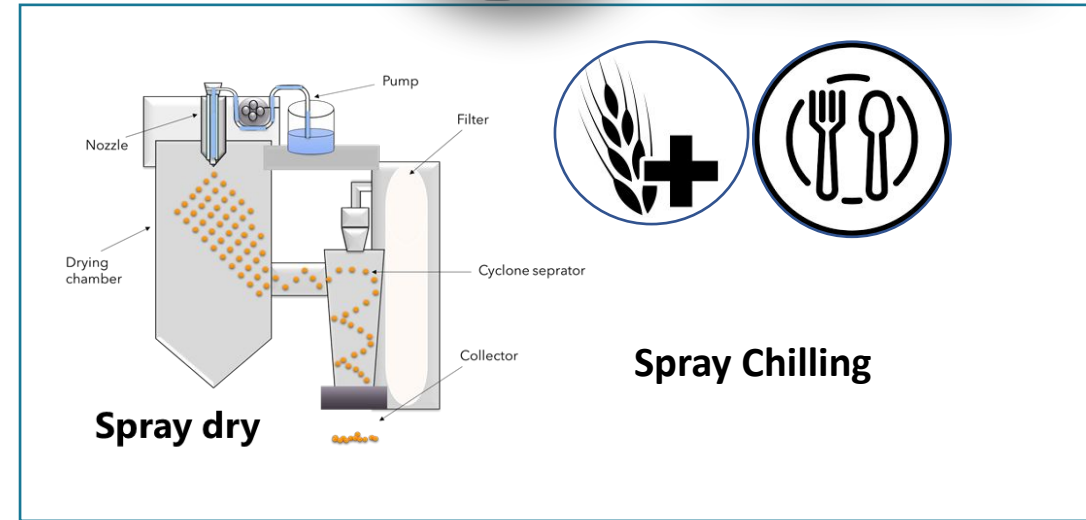 Pump
Filter
Nozzle
Drying
chamber
Cyclone seprator
Collector
Spray dry
Spray Chilling